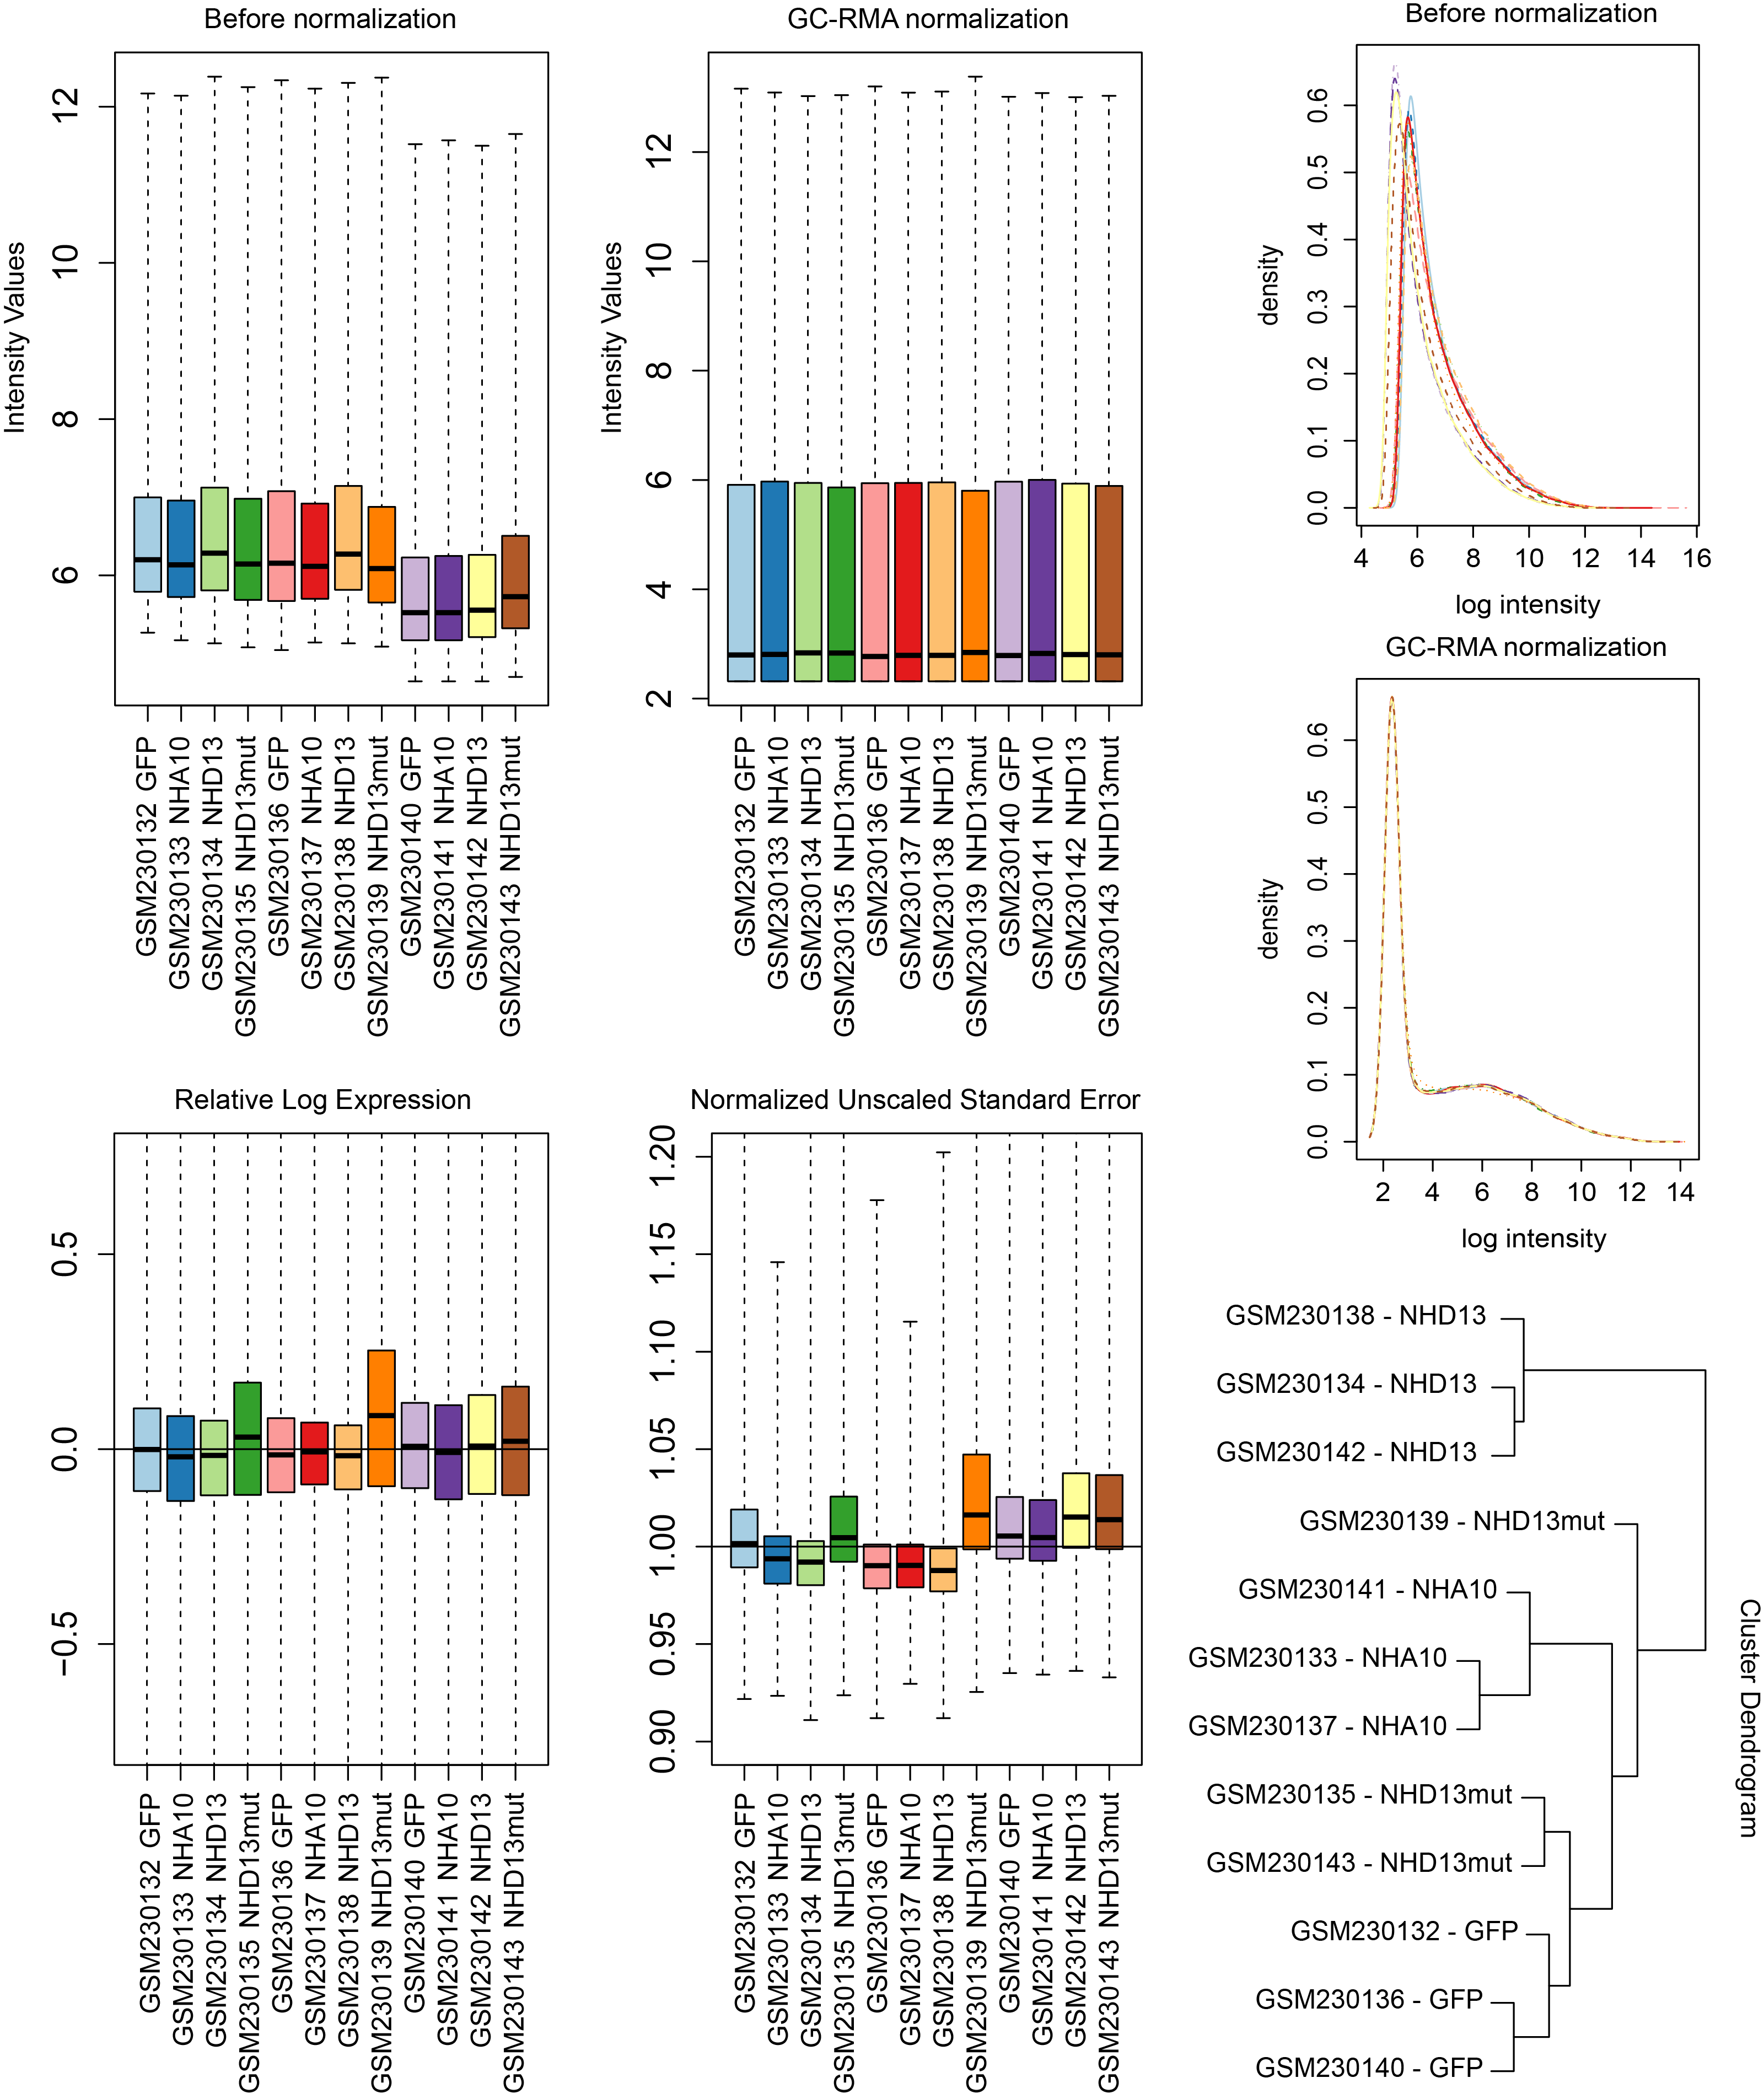 Before normalization
Intensity Values
12
10
8
6
GSM230132 GFP
GSM230133 NHA10
GSM230134 NHD13
GSM230135 NHD13mut
GSM230136 GFP
GSM230137 NHA10
GSM230138 NHD13
GSM230139 NHD13mut
GSM230140 GFP
GSM230141 NHA10
GSM230142 NHD13
GSM230143 NHD13mut
GC-RMA normalization
Intensity Values
12
10
8
6
4
2
GSM230132 GFP
GSM230133 NHA10
GSM230134 NHD13
GSM230135 NHD13mut
GSM230136 GFP
GSM230137 NHA10
GSM230138 NHD13
GSM230139 NHD13mut
GSM230140 GFP
GSM230141 NHA10
GSM230142 NHD13
GSM230143 NHD13mut
Before normalization
density
0.6
0.5
0.4
0.3
0.2
0.1
0.0
4 6 8 10 12 14 16
log intensity
GC-RMA normalization
density
0.6
0.5
0.4
0.3
0.2
0.1
0.0
2 4 6 8 10 12 14
log intensity
Relative Log Expression
0.5
0.0
−0.5
GSM230132 GFP
GSM230133 NHA10
GSM230134 NHD13
GSM230135 NHD13mut
GSM230136 GFP
GSM230137 NHA10
GSM230138 NHD13
GSM230139 NHD13mut
GSM230140 GFP
GSM230141 NHA10
GSM230142 NHD13
GSM230143 NHD13mut
Normalized Unscaled Standard Error
1.20
1.15
1.10
1.05
1.00
0.95
0.90
GSM230132 GFP
GSM230133 NHA10
GSM230134 NHD13
GSM230135 NHD13mut
GSM230136 GFP
GSM230137 NHA10
GSM230138 NHD13
GSM230139 NHD13mut
GSM230140 GFP
GSM230141 NHA10
GSM230142 NHD13
GSM230143 NHD13mut
GSM230138 - NHD13
GSM230134 - NHD13
GSM230142 - NHD13
GSM230139 - NHD13mut
GSM230141 - NHA10
GSM230133 - NHA10
GSM230137 - NHA10
GSM230135 - NHD13mut
GSM230143 - NHD13mut
GSM230132 - GFP
GSM230136 - GFP
GSM230140 - GFP
Cluster Dendrogram